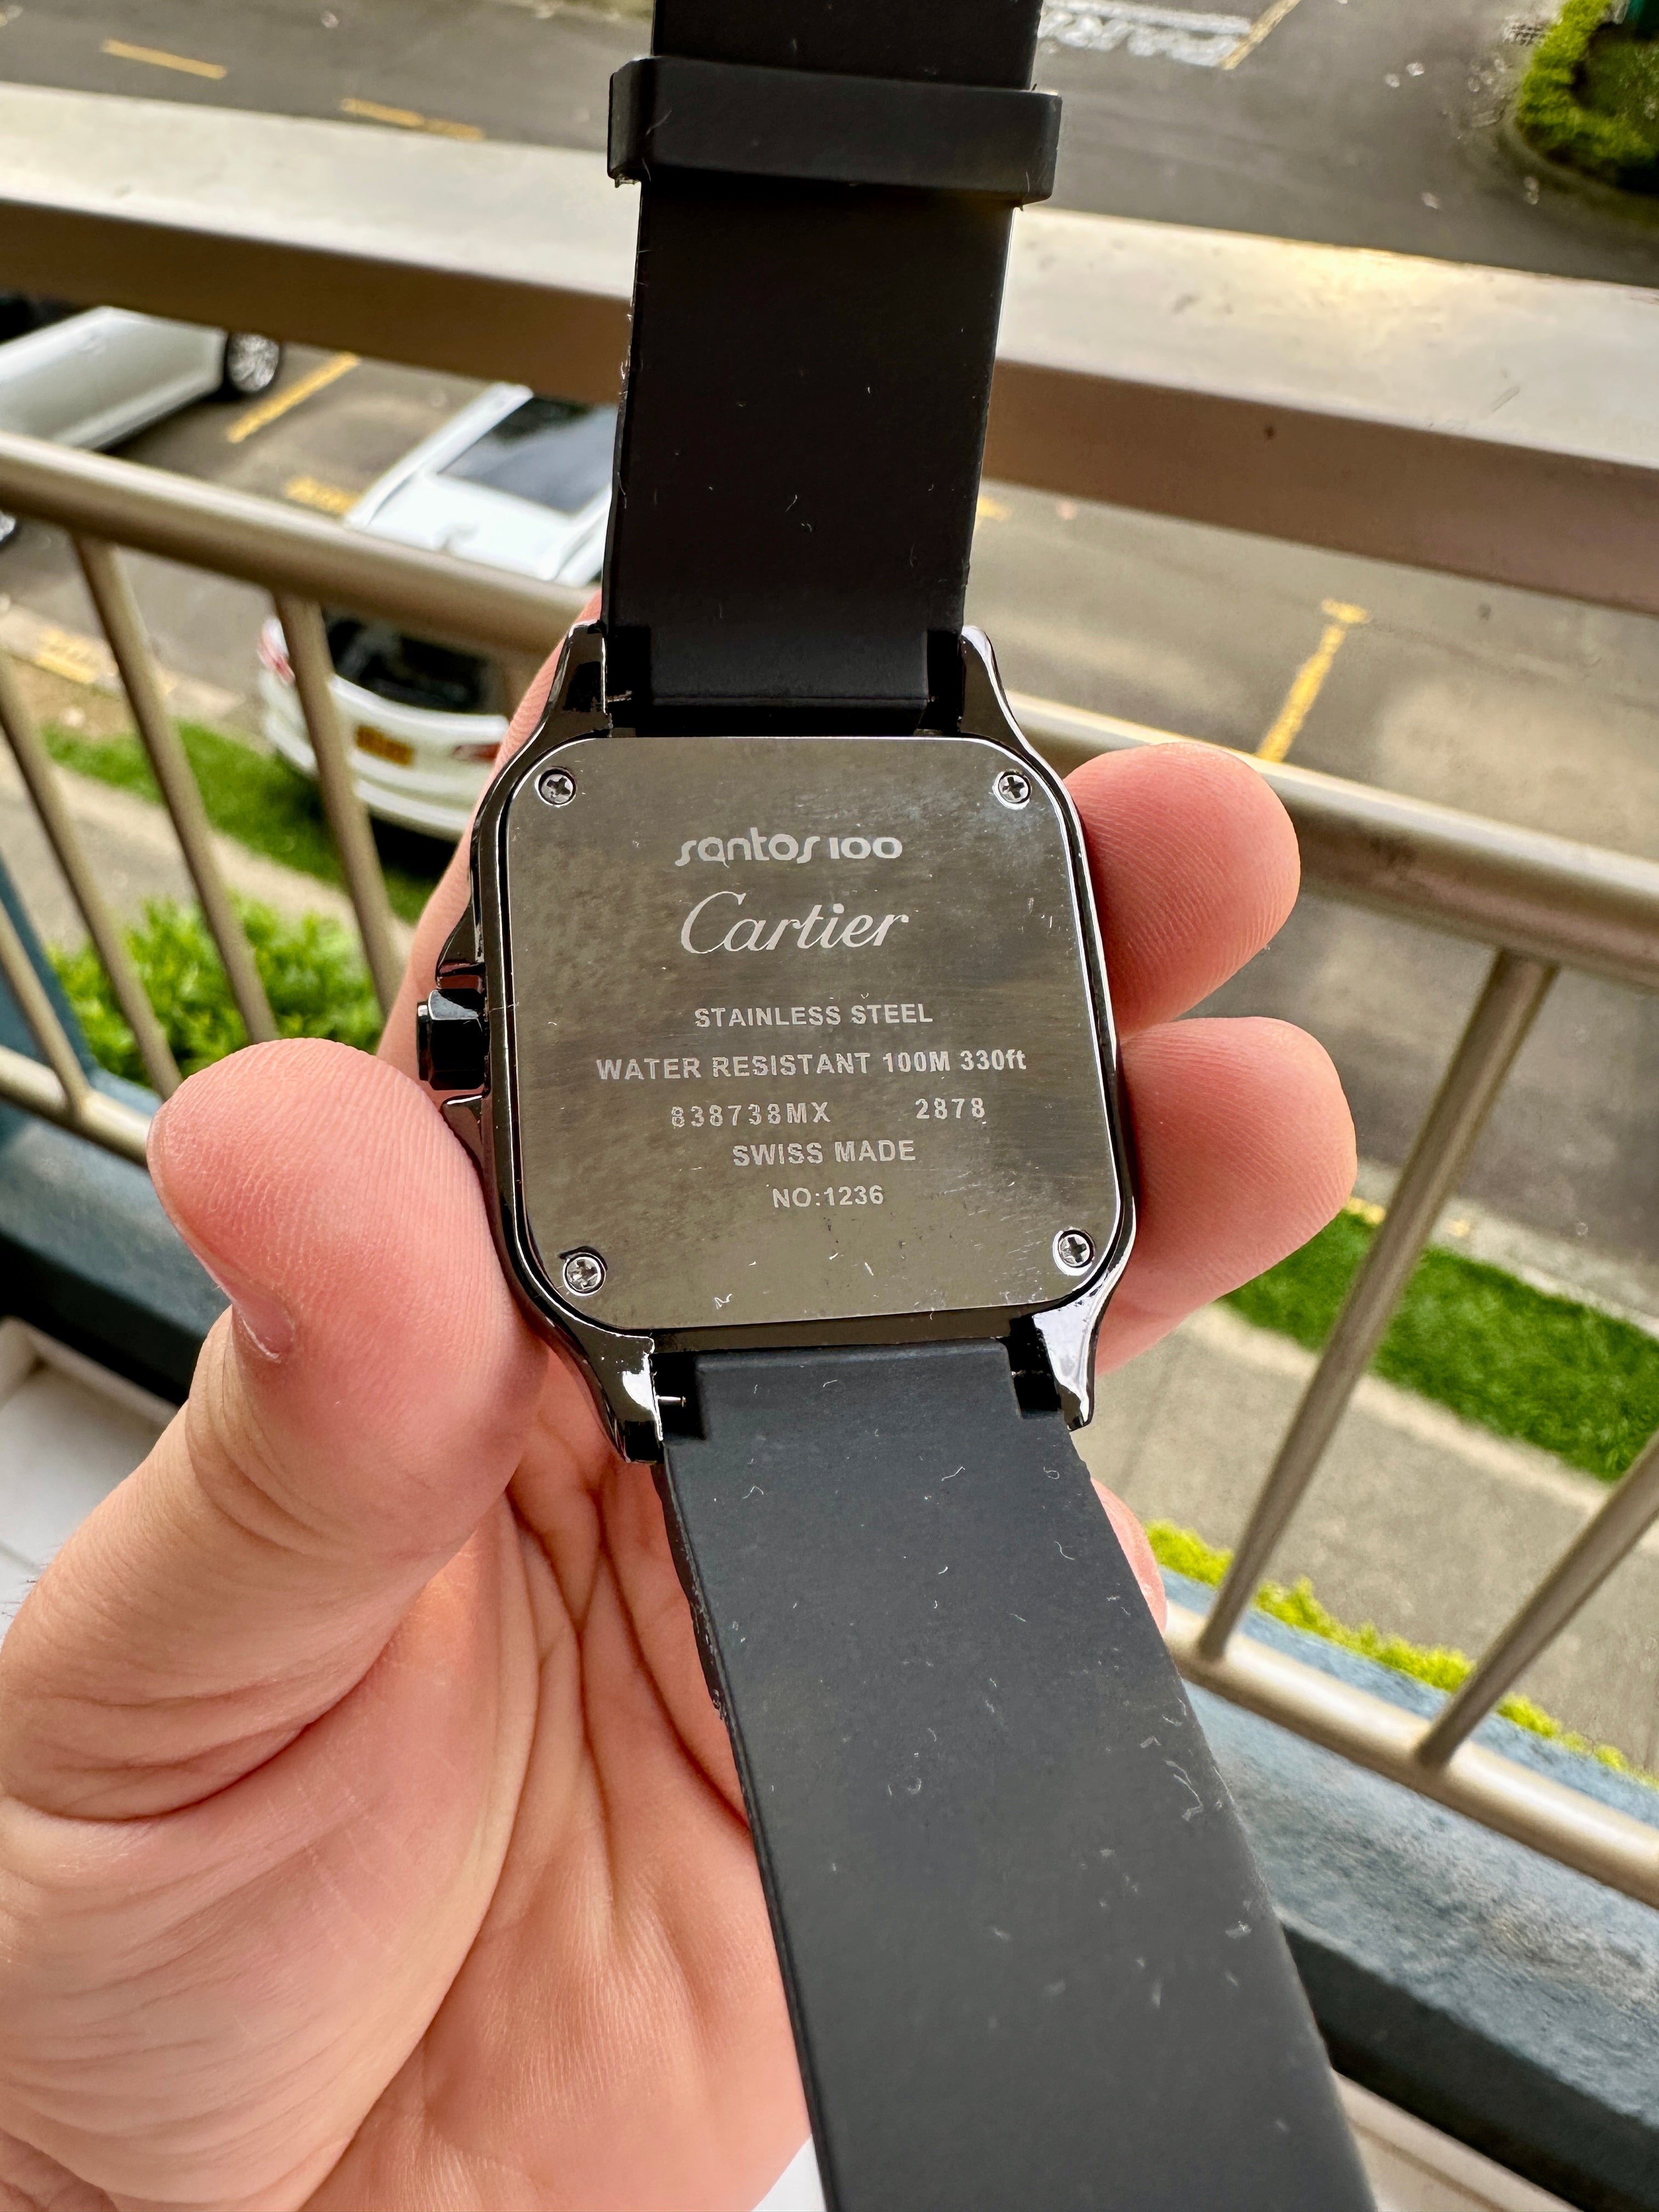 santos 100
Cartier
STAINLESS STEEL
WATER RESISTANT 100M 330ft
838738MX 2878
SWISS MADE
NO:1236